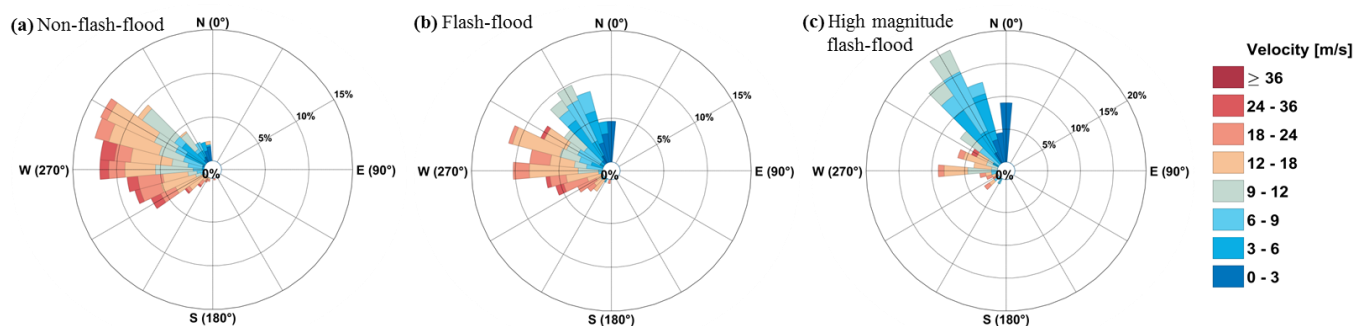 (a) Non-flash-flood
N (0°)
15%
10%
5%
0%
W (270°)
E (90°)
S (180°)
(b) Flash-flood
N (0°)
15%
10%
5%
0%
W (270°)
E (90°)
S (180°)
(c) High magnitude
flash-flood
N (0°)
20%
15%
10%
5%
0%
W (270°)
E (90°)
S (180°)
Velocity [m/s]
≥ 36
24 - 36
18 - 24
12 - 18
9 - 12
6 - 9
3 - 6
0 - 3